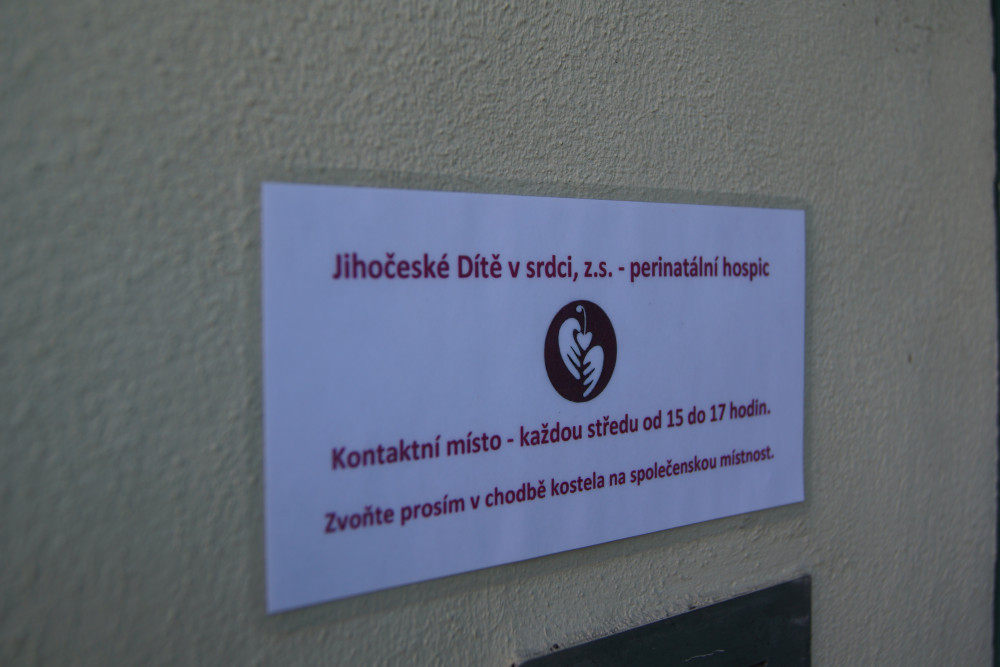 Jihočeské Dítě v srdci, z.s. - perinatální hospic
Kontaktní místo - každou středu od 15 do 17 hodin.
Zvoňte prosím v chodbě kostela na společenskou místnost.